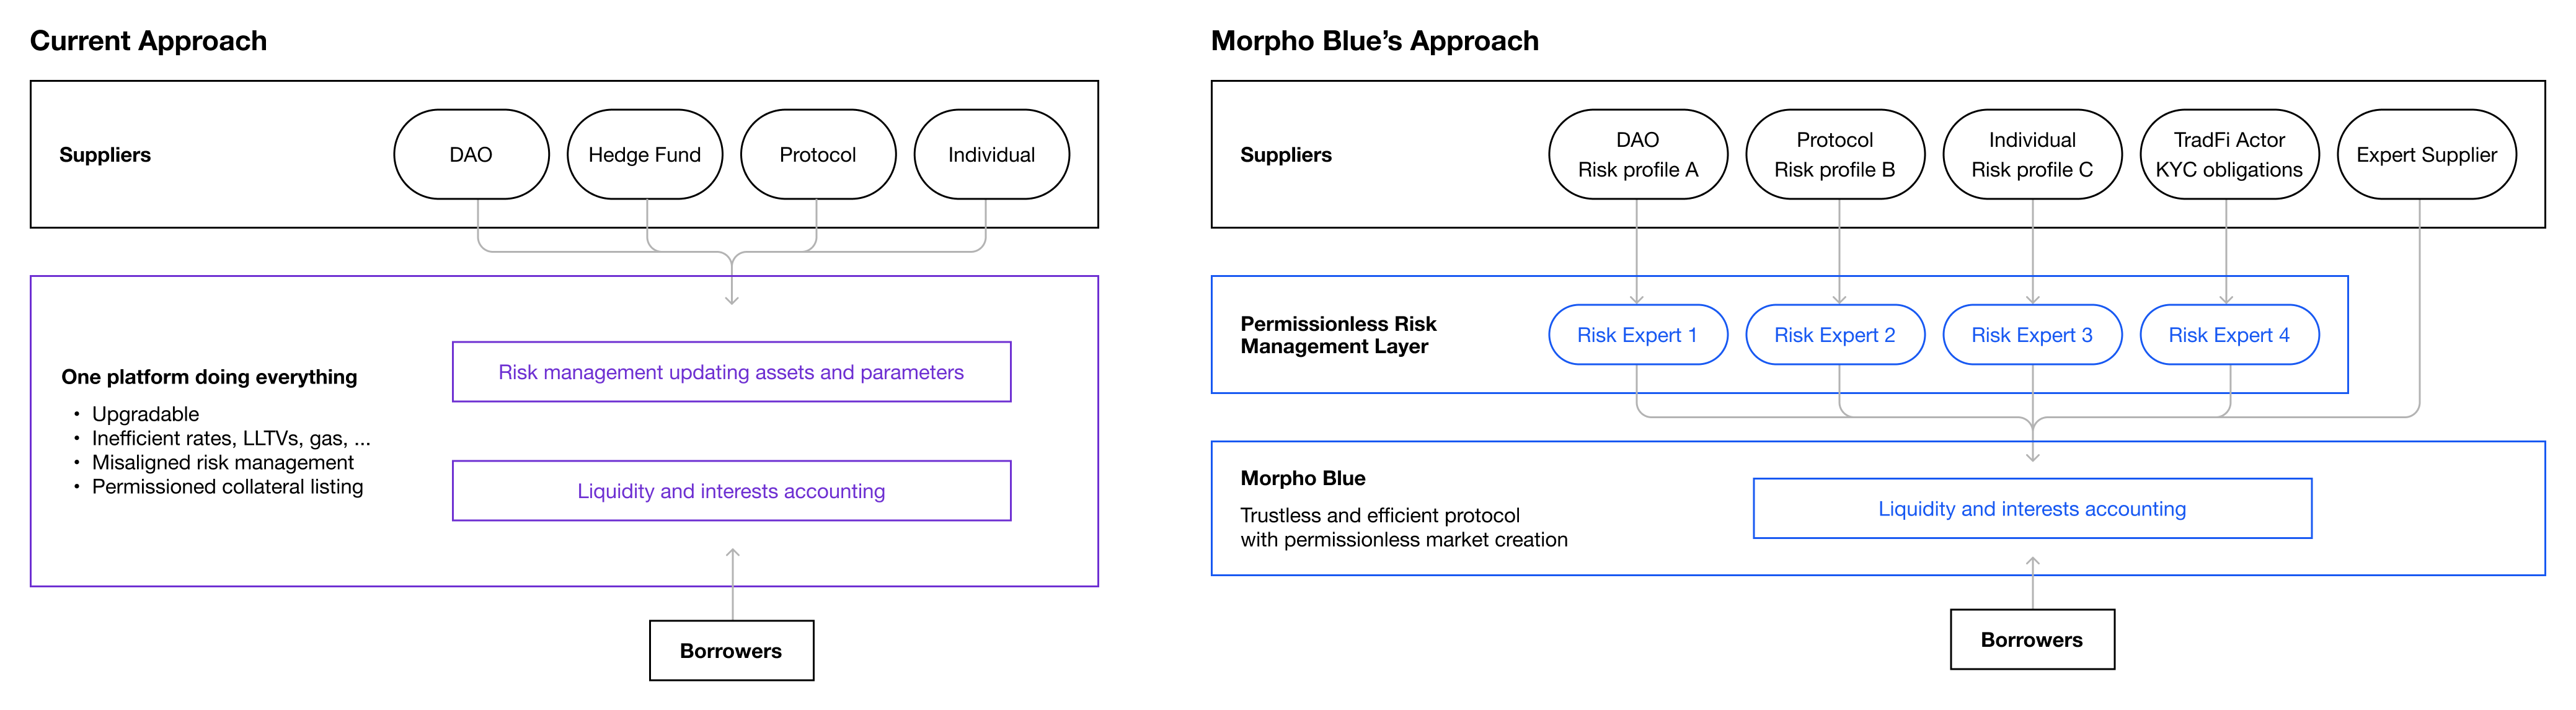 Current Approach
Suppliers
DAO
Hedge Fund
Protocol
Individual
One platform doing everything
• Upgradable
• Inefficient rates, LLTVs, gas, ...
• Misaligned risk management
• Permissioned collateral listing
Risk management updating assets and parameters
Liquidity and interests accounting
Borrowers
Morpho Blue’s Approach
Suppliers
DAO
Risk profile A
Protocol
Risk profile B
Individual
Risk profile C
TradFi Actor
KYC obligations
Expert Supplier
Permissionless Risk
Management Layer
Risk Expert 1
Risk Expert 2
Risk Expert 3
Risk Expert 4
Morpho Blue
Trustless and efficient protocol
with permissionless market creation
Liquidity and interests accounting
Borrowers